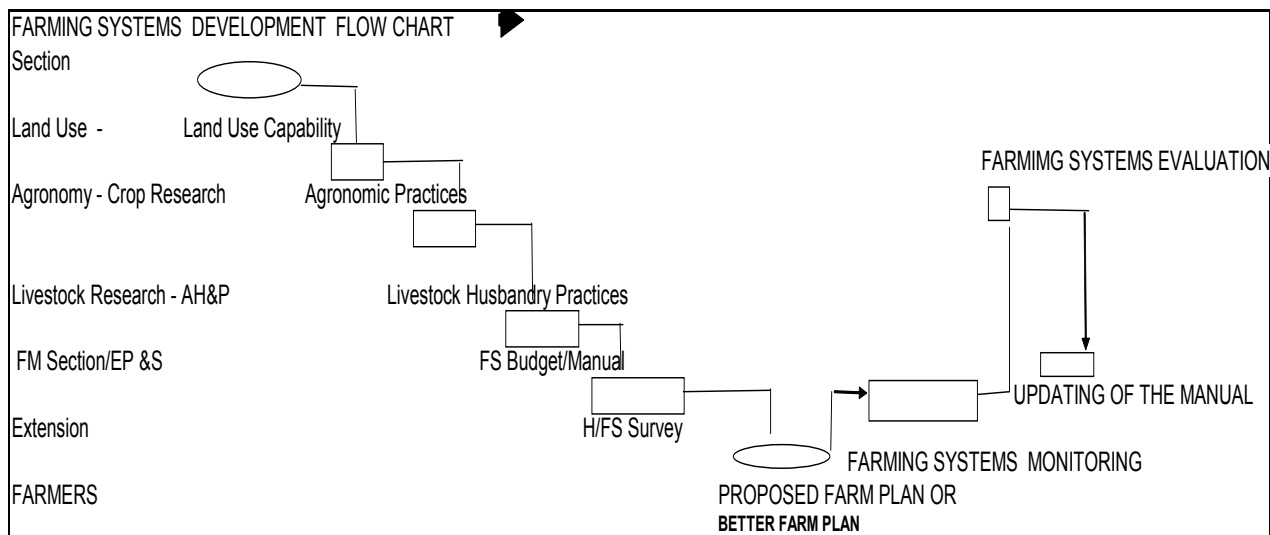 FARMING SYSTEMS DEVELOPMENT FLOW CHART
Section
Land Use - Land Use Capability
FARMIMG SYSTEMS EVALUATION
Agronomy - Crop Research Agronomic Practices
Livestock Research - AH&P Livestock Husbandry Practices
FM Section/EP &S FS Budget/Manual
UPDATING OF THE MANUAL
Extension H/FS Survey
FARMING SYSTEMS MONITORING
FARMERS PROPOSED FARM PLAN OR
BETTER FARM PLAN